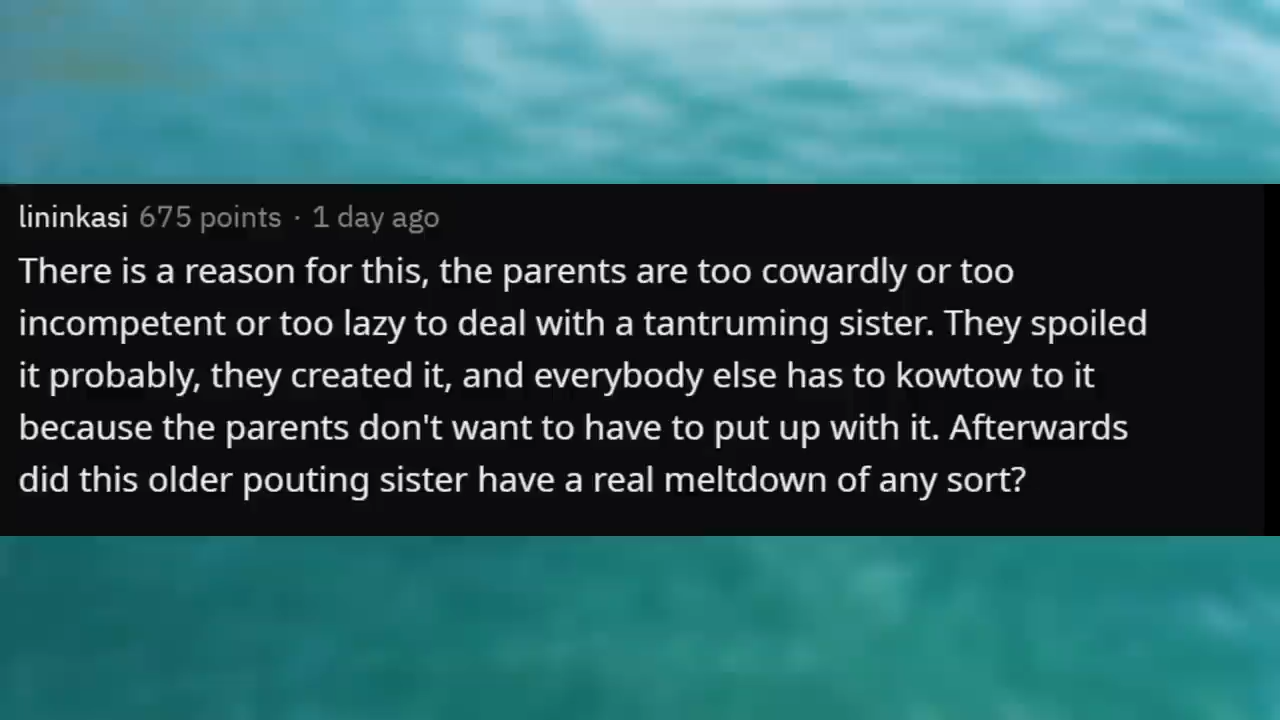 lininkasi 675 points · 1 day ago
There is a reason for this, the parents are too cowardly or too
incompetent or too lazy to deal with a tantruming sister. They spoiled
it probably, they created it, and everybody else has to kowtow to it
because the parents don't want to have to put up with it. Afterwards
did this older pouting sister have a real meltdown of any sort?